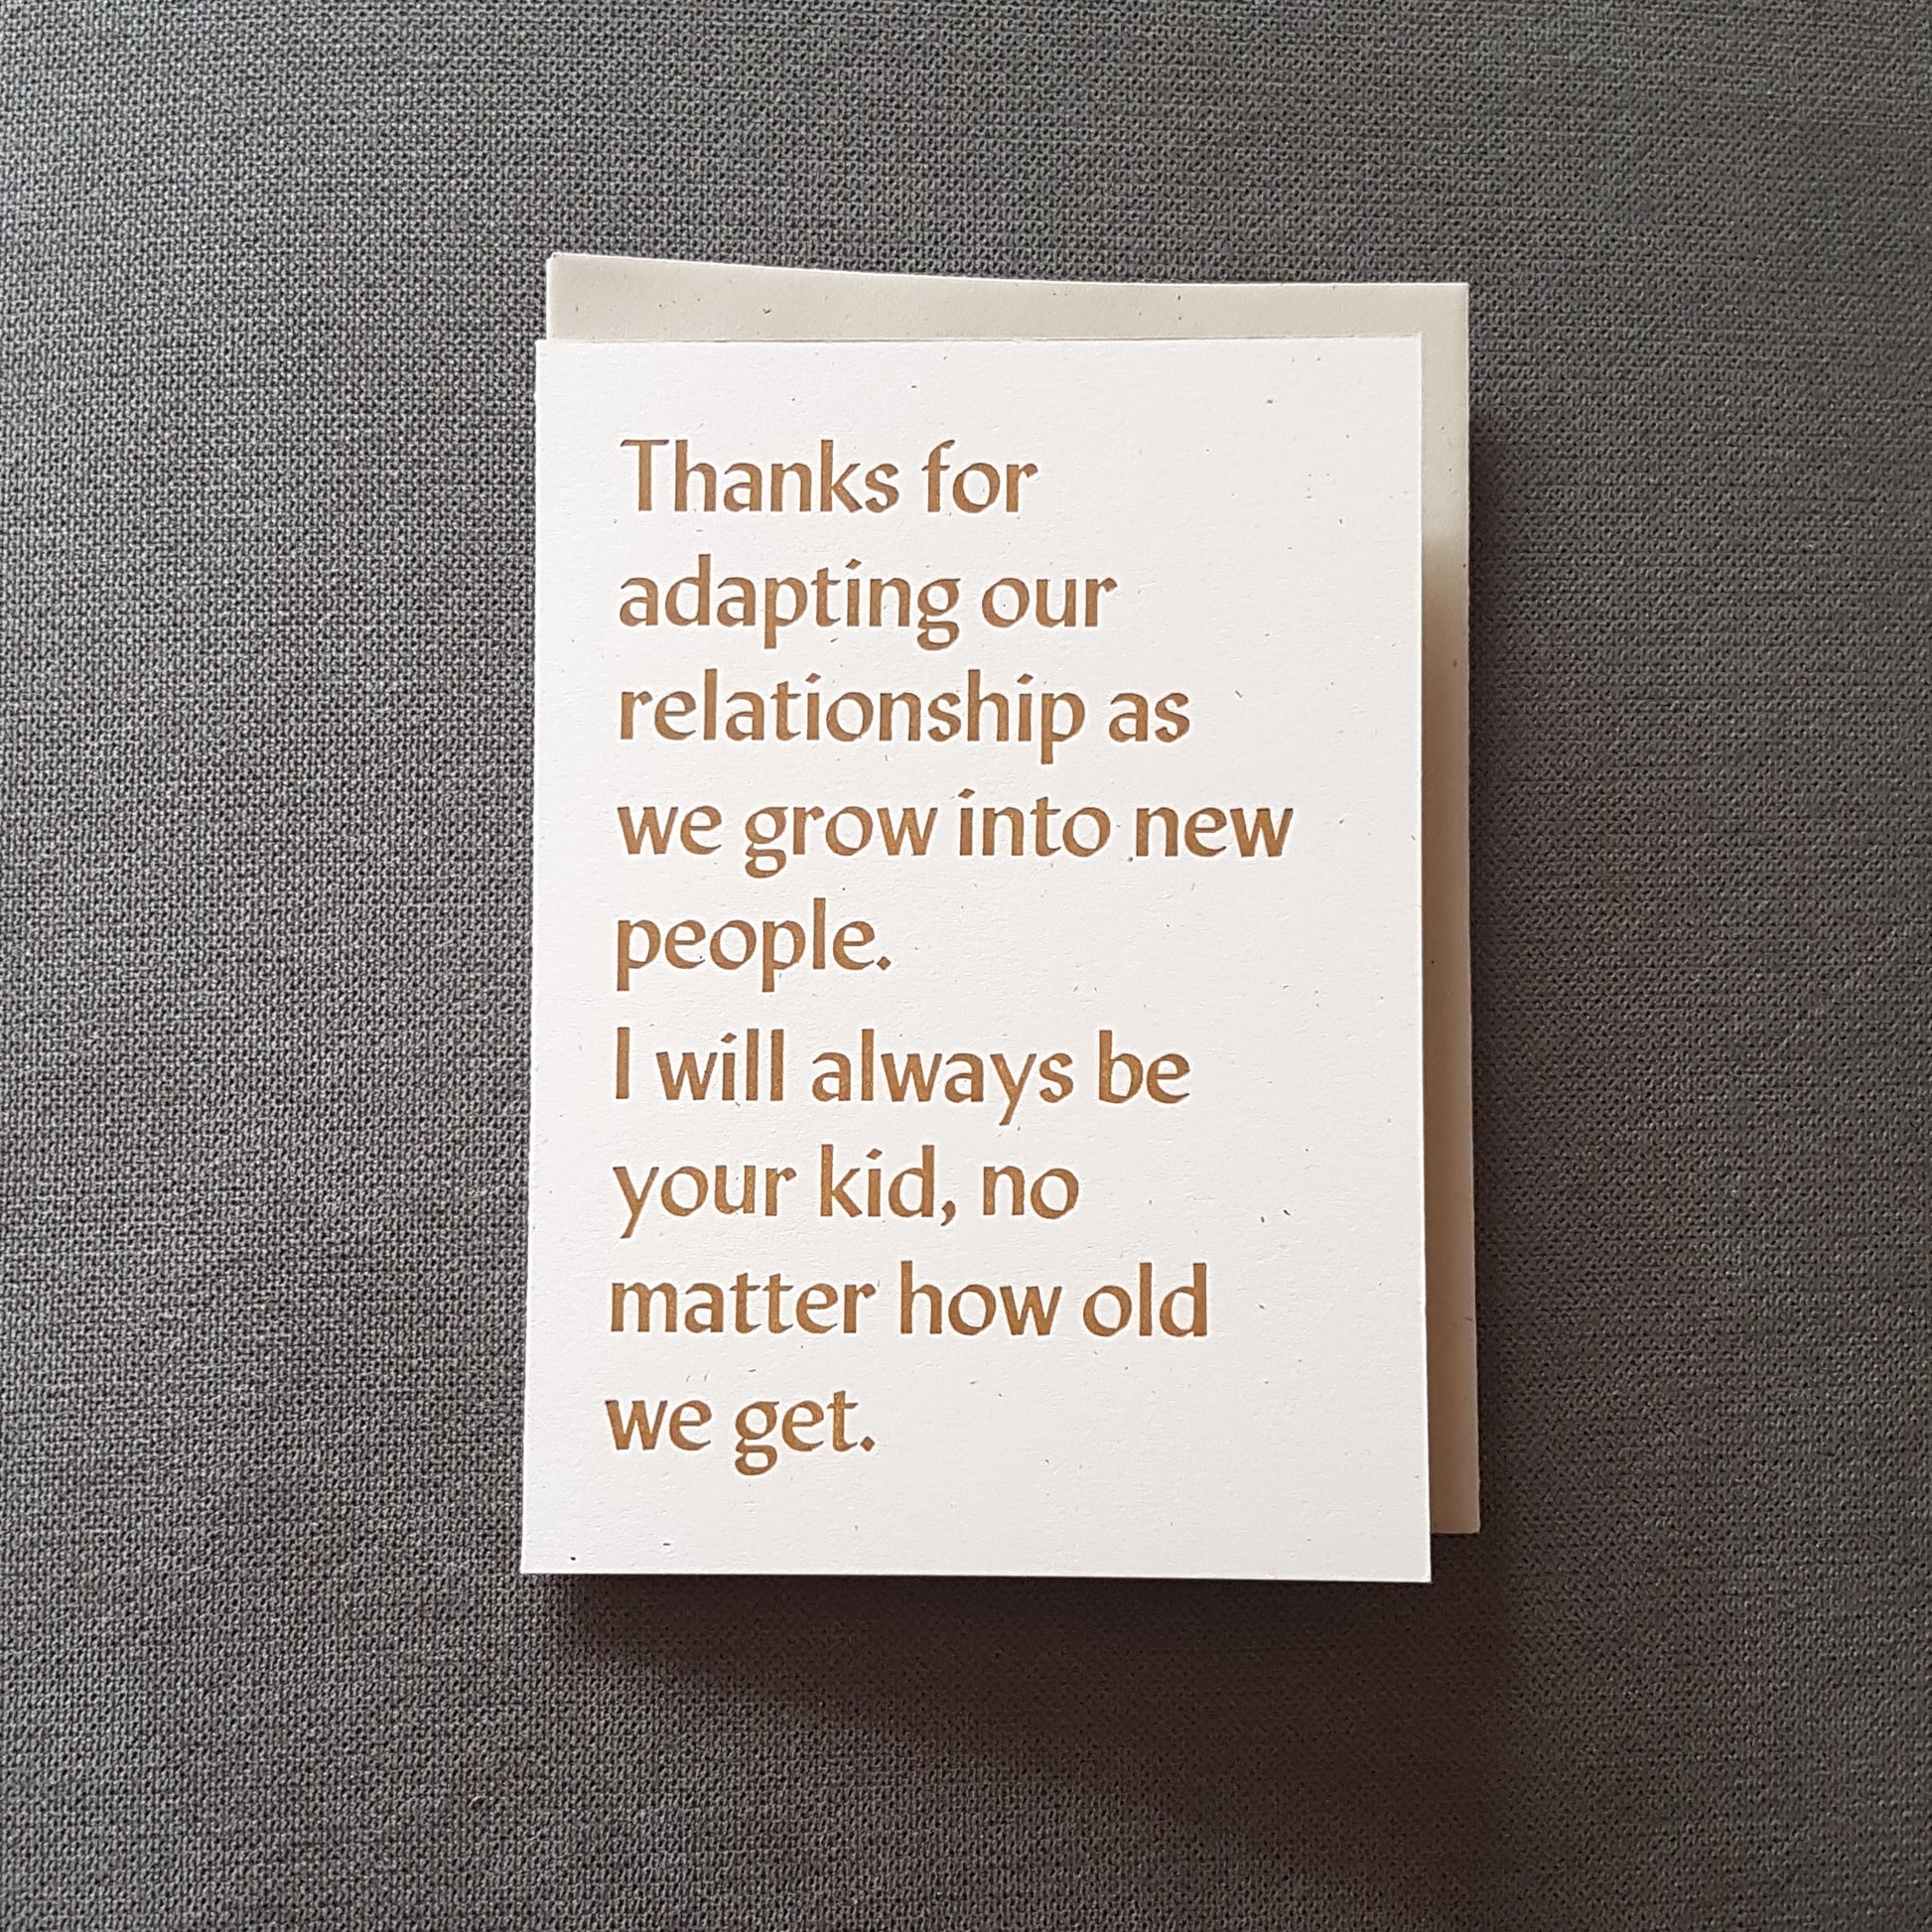 Thanks for
adapting our
relationship as
we grow into new
people.
I will always be
your kid, no
matter how old
we get.